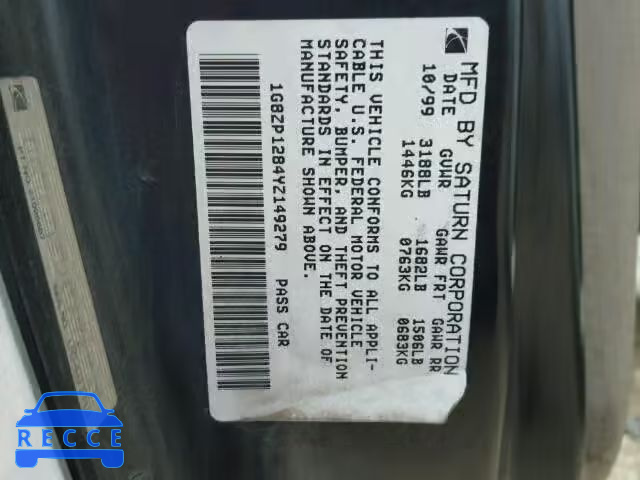 MFD BY SATURN CORPORATION
DATE GVWR GAWR FRT GAWR RR
10/99 3188LB 1682LB 1506LB
1446KG 0763KG 0683KG
THIS VEHICLE CONFORMS TO ALL APPLI-
CABLE U.S. FEDERAL MOTOR VEHICLE
SAFETY, BUMPER, AND THEFT PREVENTION
STANDARDS IN EFFECT ON THE DATE OF
MANUFACTURE SHOWN ABOVE.
1G8ZP1284YZ149279 PASS CAR
RECCE